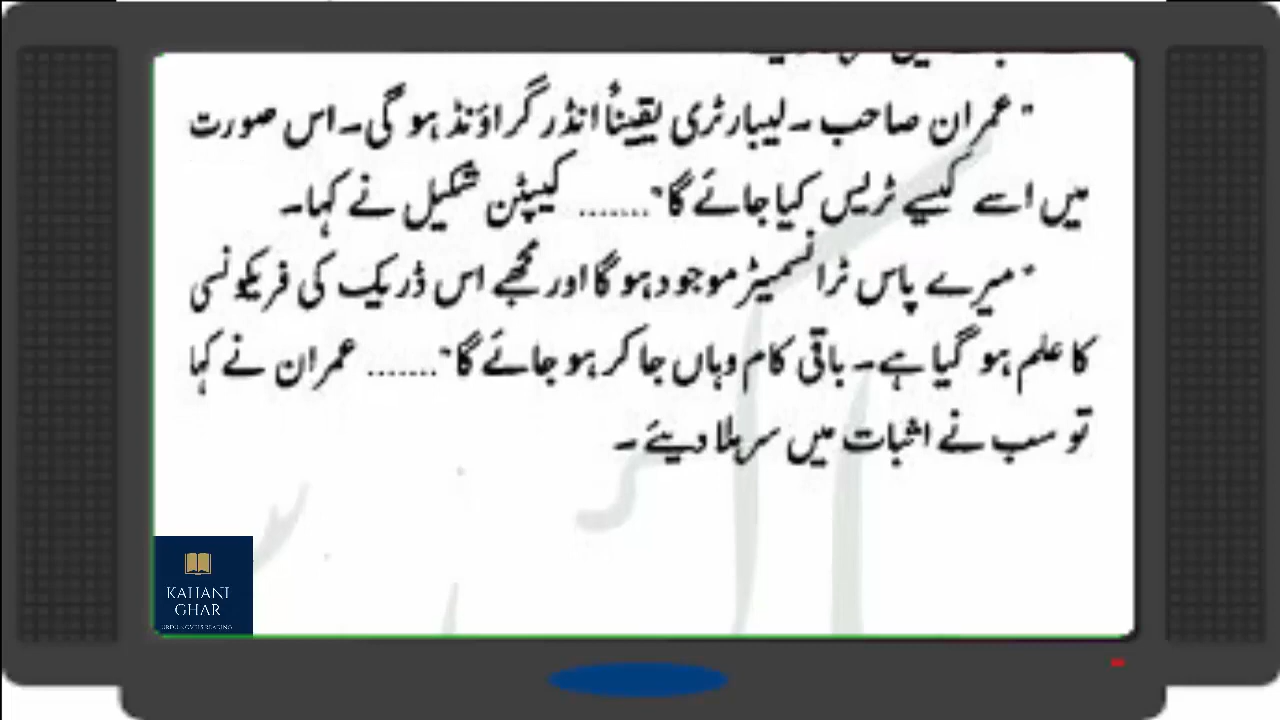 "عمران صاحب ۔ لیبارٹری یقیناً انڈر گراؤنڈ ہو گی۔ اس صورت
میں اسے کیسے ٹریس کیا جائے گا"....... کیپٹن شکیل نے کہا۔
"میرے پاس ٹرانسمیٹر موجود ہو گا اور مجھے اس ڈریک کی فریکونسی
کا علم ہو گیا ہے۔ باقی کام وہاں جا کر ہو جائے گا"....... عمران نے کہا
تو سب نے اثبات میں سر ہلا دیئے ۔
KAHANI
GHAR
URDU NOVELS READING